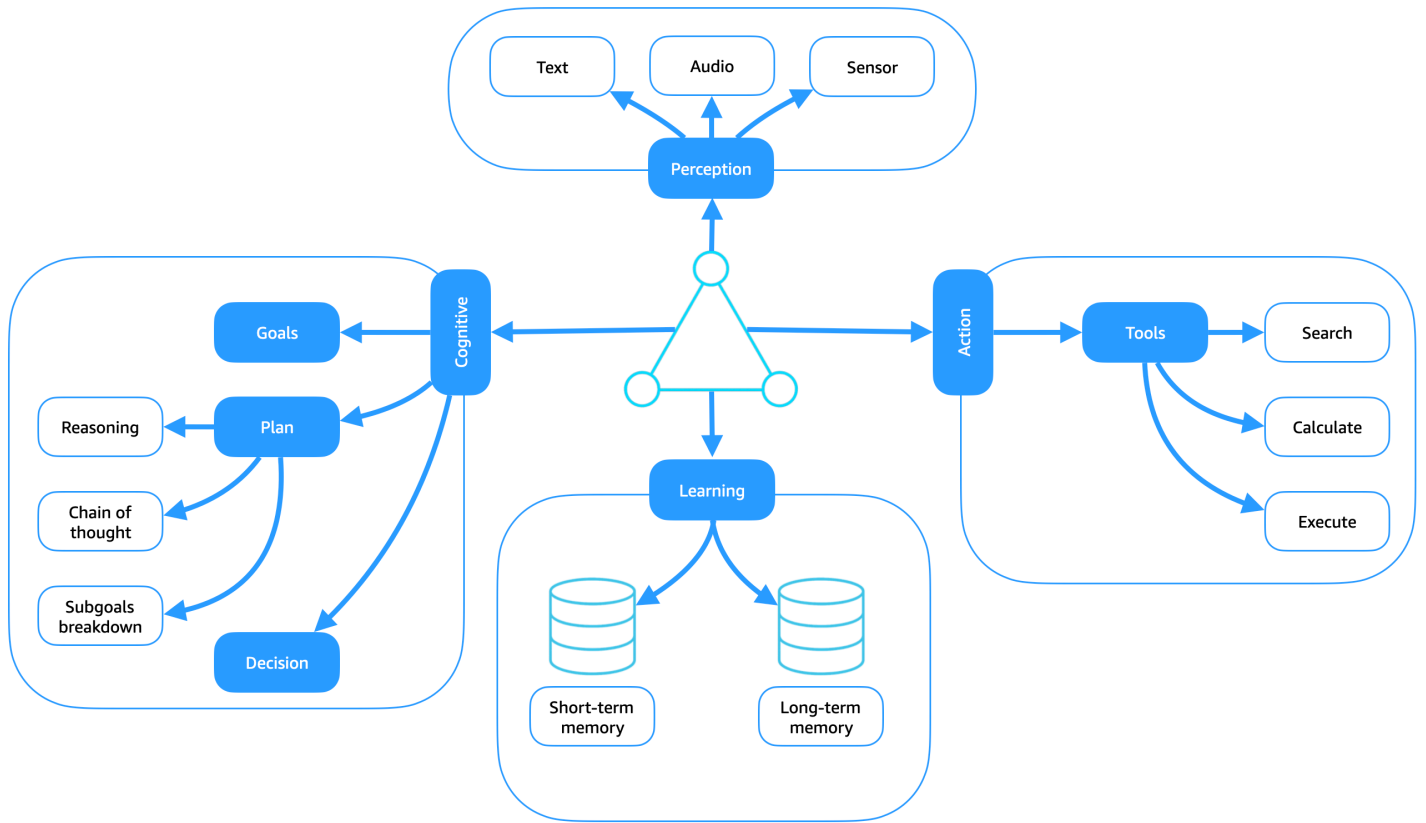 Text
Audio
Sensor
Perception
Cognitive
Goals
Plan
Reasoning
Chain of
thought
Subgoals
breakdown
Decision
Action
Tools
Search
Calculate
Execute
Learning
Short-term
memory
Long-term
memory